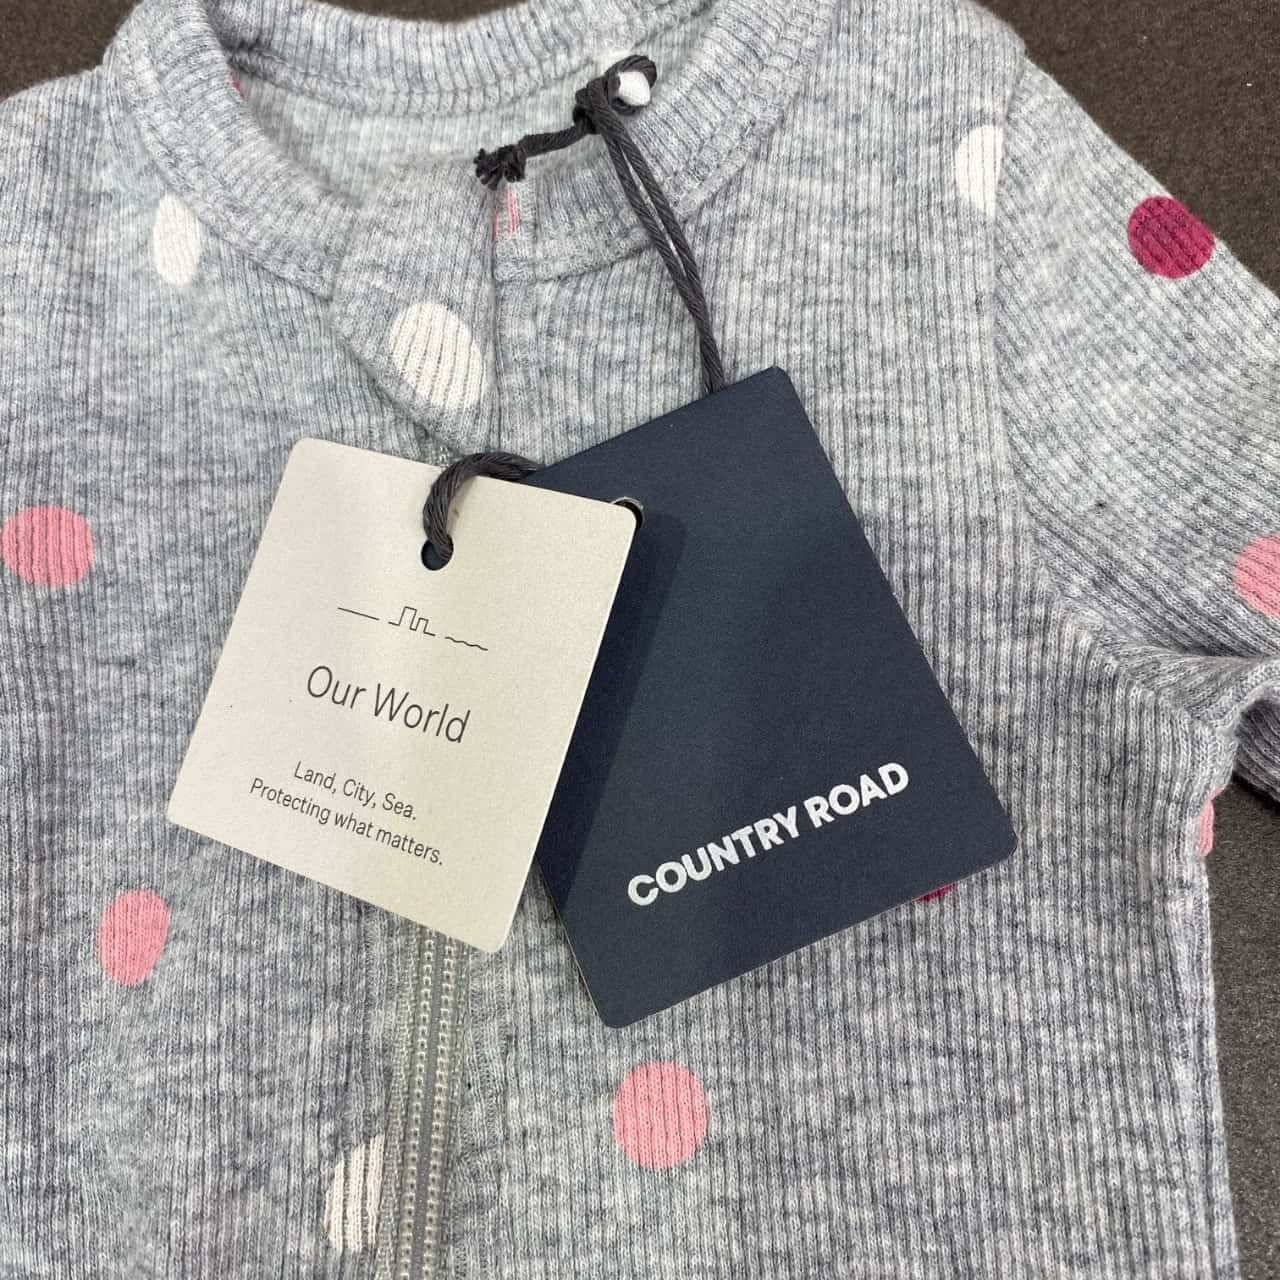 Our World
Land, City, Sea.
Protecting what matters.
COUNTRY ROAD